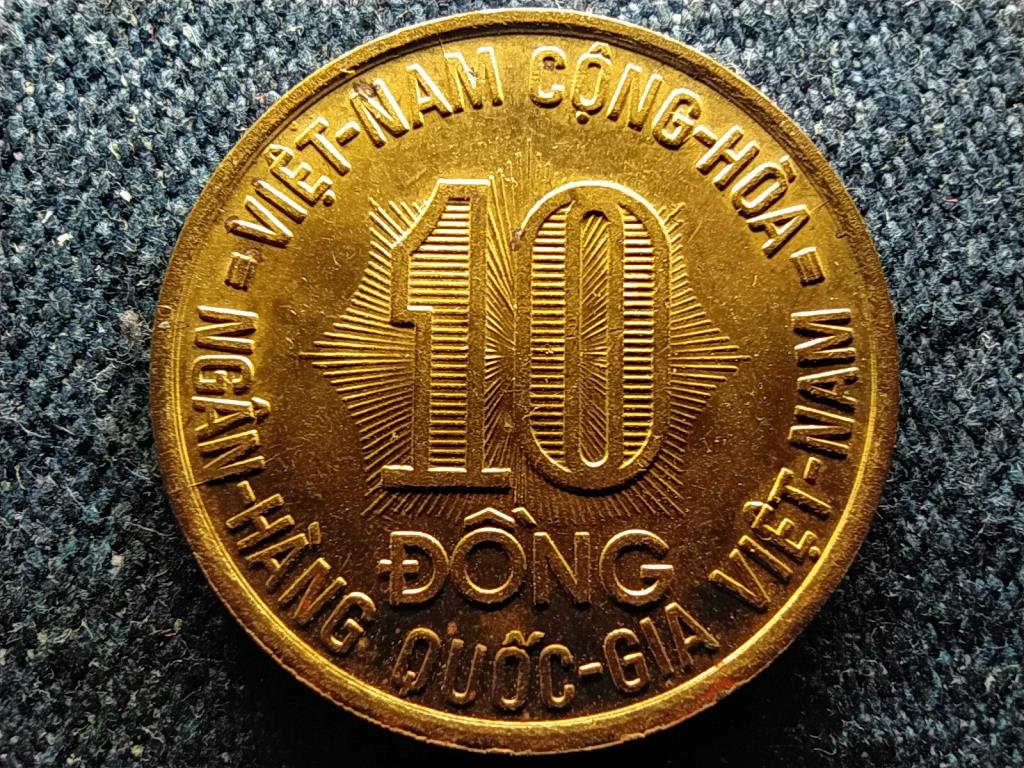 VIỆT-NAM CỘNG-HÒA
10
ĐỒNG
NGÂN-HÀNG QUỐC-GIA VIỆT-NAM